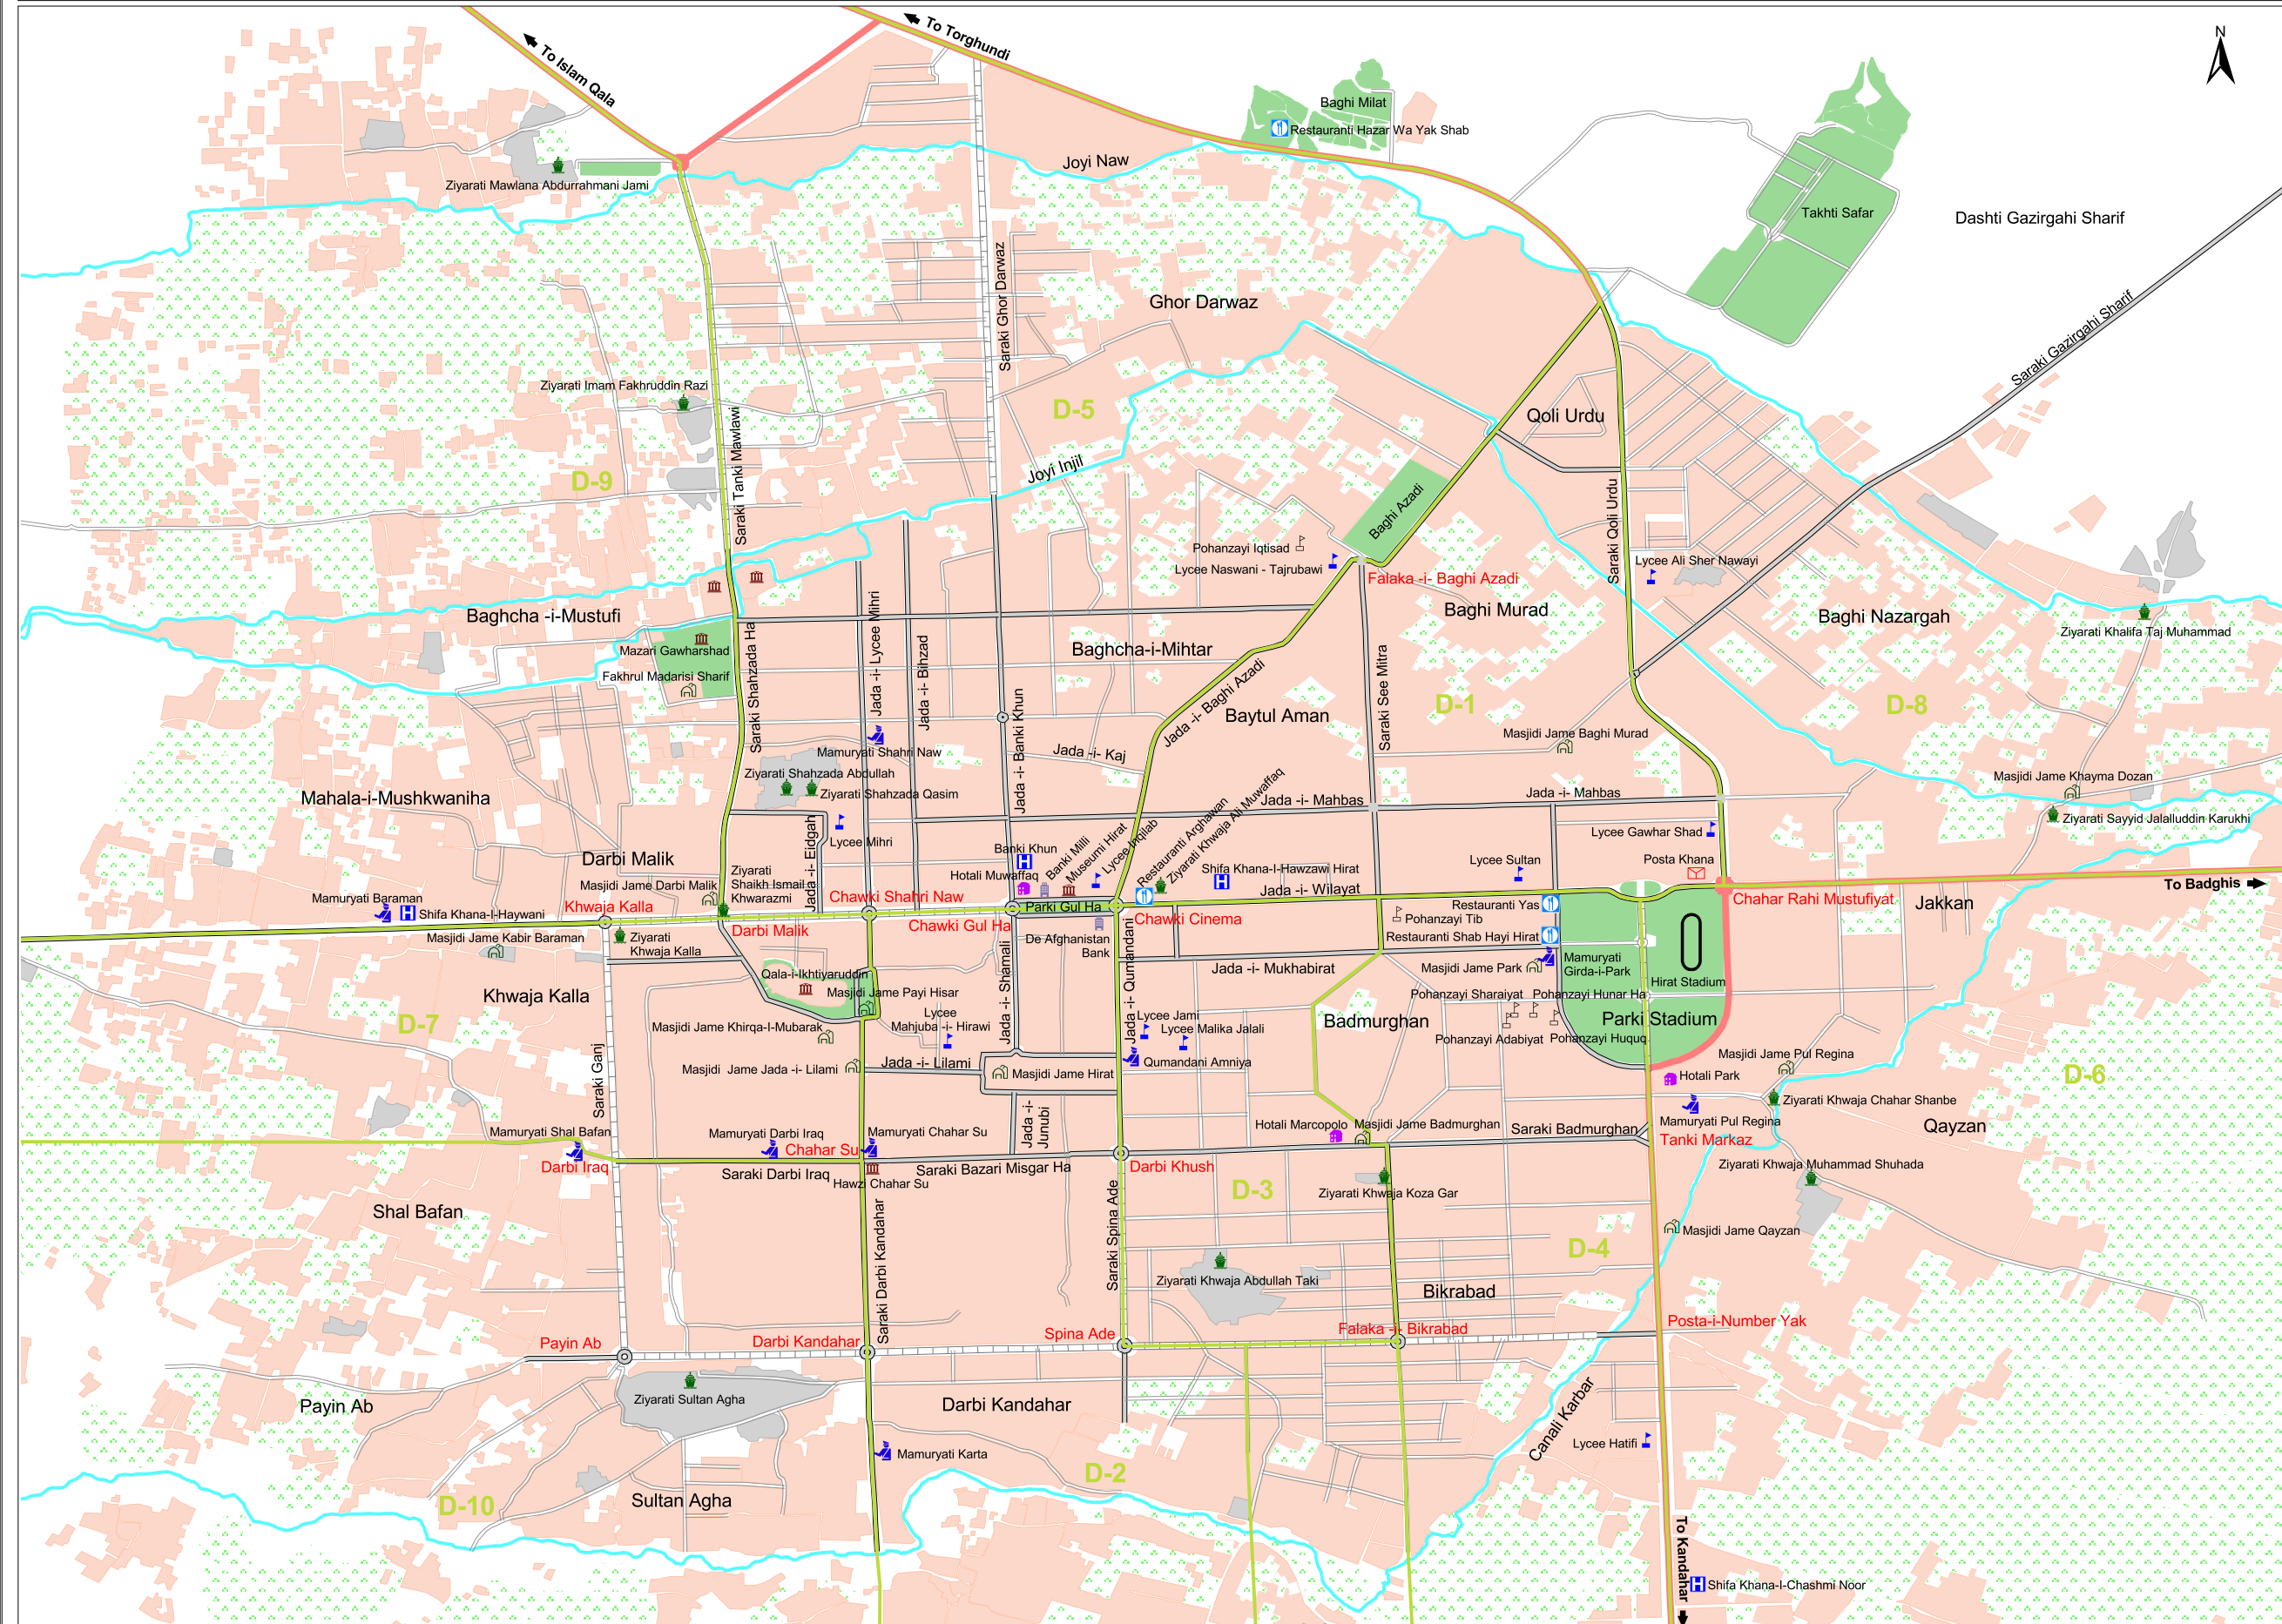 To Torghundi
N
To Islam Qala
Baghi Milat
Restauranti Hazar Wa Yak Shab
Joyi Naw
Ziyarati Mawlana Abdurrahmani Jami
Takhti Safar
Dashti Gazirgahi Sharif
Saraki Ghor Darwaz
Ghor Darwaz
Saraki Gazirgahi Sharif
Ziyarati Imam Fakhruddin Razi
D-5
Qoli Urdu
Saraki Tanki Mawlawi
Joyi Injil
D-9
Baghi Azadi
Saraki Qoli Urdu
Pohanzayi Iqtisad
Lycee Naswani - Tajrubawi
Falaka -i- Baghi Azadi
Lycee Ali Sher Nawayi
Baghcha -i-Mustufi
Jada -i- Lycee Mihri
Baghi Murad
Baghi Nazargah
Ziyarati Khalifa Taj Muhammad
Mazari Gawharshad
Saraki Shahzada Ha
Jada -i- Bihzad
Baghcha-i-Mihtar
Fakhrul Madarisi Sharif
Jada -i- Baghi Azadi
Saraki See Mitra
D-1
D-8
Jada -i- Banki Khun
Baytul Aman
Masjidi Jame Baghi Murad
Mamuryati Shahri Naw
Jada -i- Kaj
Ziyarati Shahzada Abdullah
Ziyarati Shahzada Qasim
Masjidi Jame Khayma Dozan
Mahala-i-Mushkwaniha
Jada -i- Mahbas
Jada -i- Mahbas
Ziyarati Sayyid Jalalluddin Karukhi
Jada -i- Eidgah
Lycee Mihri
Lycee Gawhar Shad
Darbi Malik
Banki Khun
Banki Milli
Museumi Hirat
Lycee Inqilab
Restauranti Arghawan
Ziyarati Khwaja Ali Muwaffaq
Shifa Khana-I-Hawzawi Hirat
Lycee Sultan
Posta Khana
Ziyarati
Shaikh Ismail
Khwarazmi
Hotali Muwaffaq
Masjidi Jame Darbi Malik
Jada -i- Wilayat
To Badghis
Mamuryati Baraman
Khwaja Kalla
Chawki Shahri Naw
Parki Gul Ha
Restauranti Yas
Chahar Rahi Mustufiyat
Jakkan
Shifa Khana-I-Haywani
Chawki Cinema
Pohanzayi Tib
Darbi Malik
Chawki Gul Ha
Masjidi Jame Kabir Baraman
Ziyarati
Khwaja Kalla
De Afghanistan
Bank
Restauranti Shab Hayi Hirat
Jada -i- Qumandani
Jada -i- Shamali
Jada -i- Mukhabirat
Masjidi Jame Park
Mamuryati
Girda-i-Park
Qala-i-Ikhtiyaruddin
Hirat Stadium
Khwaja Kalla
Masjidi Jame Payi Hisar
Pohanzayi Sharaiyat
Pohanzayi Hunar Ha
D-7
Lycee
Mahjuba -i- Hirawi
Masjidi Jame Khirqa-I-Mubarak
Lycee Jami
Lycee Malika Jalali
Badmurghan
Parki Stadium
Pohanzayi Adabiyat
Pohanzayi Huquq
Saraki Ganj
Masjidi Jame Jada -i- Lilami
Jada -i- Lilami
Masjidi Jame Hirat
Qumandani Amniya
Masjidi Jame Pul Regina
Hotali Park
D-6
Ziyarati Khwaja Chahar Shanbe
Jada -i-
Junubi
Mamuryati Shal Bafan
Mamuryati Darbi Iraq
Mamuryati Chahar Su
Hotali Marcopolo
Masjidi Jame Badmurghan
Saraki Badmurghan
Mamuryati Pul Regina
Qayzan
Tanki Markaz
Chahar Su
Darbi Iraq
Saraki Darbi Iraq
Saraki Bazari Misgar Ha
Darbi Khush
Ziyarati Khwaja Muhammad Shuhada
Hawzi Chahar Su
D-3
Ziyarati Khwaja Koza Gar
Shal Bafan
Saraki Darbi Kandahar
Saraki Spina Ade
Masjidi Jame Qayzan
D-4
Ziyarati Khwaja Abdullah Taki
Bikrabad
Payin Ab
Darbi Kandahar
Spina Ade
Falaka -i- Bikrabad
Posta-i-Number Yak
Ziyarati Sultan Agha
Payin Ab
Darbi Kandahar
Canali Karbar
Mamuryati Karta
Lycee Hatifi
D-2
D-10
Sultan Agha
To Kandahar
Shifa Khana-I-Chashmi Noor